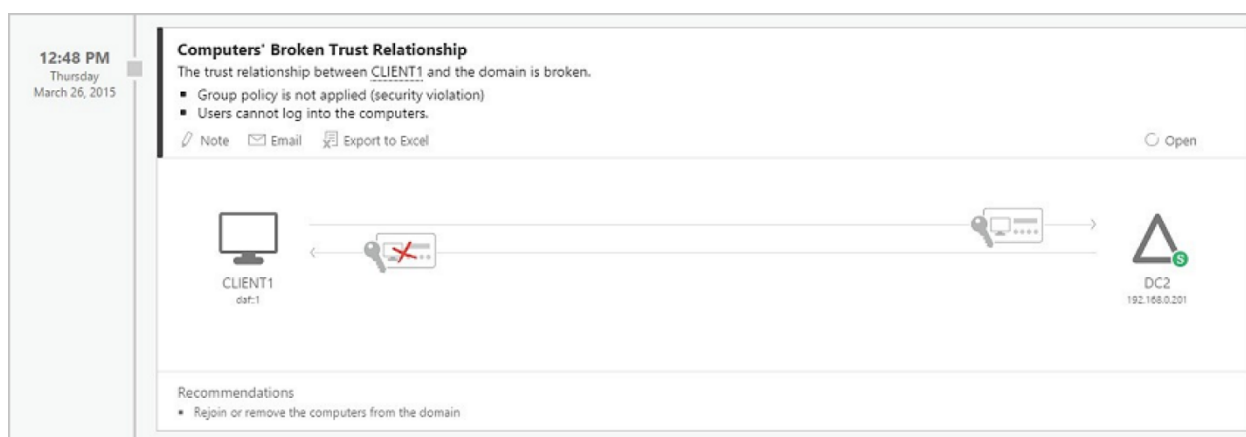 12:48 PM
Thursday
March 26, 2015
Computers' Broken Trust Relationship
The trust relationship between CLIENT1 and the domain is broken.
▪ Group policy is not applied (security violation)
▪ Users cannot log into the computers.
Note Email Export to Excel Open
CLIENT1
daf::1
S
DC2
192.168.0.201
Recommendations
• Rejoin or remove the computers from the domain